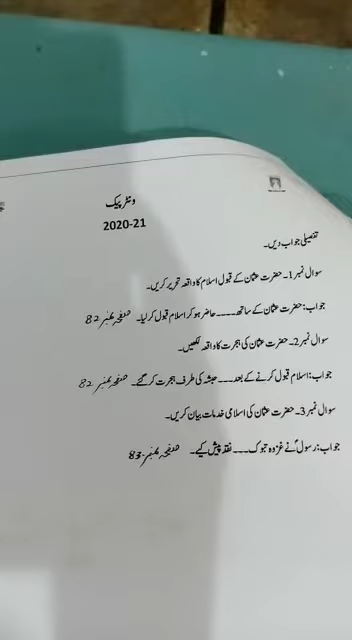 ونٹر پیک
2020-21
تفصیلی جواب دیں۔
سوال نمبر 1۔ حضرت عثمان کے قبول اسلام کا واقعہ تحریر کریں۔
جواب: حضرت عثمان کے ساتھ۔۔۔۔حاضر ہو کر اسلام قبول کر لیا۔ صفحہ نمبر 82
سوال نمبر 2۔ حضرت عثمان کی ہجرت کا واقعہ لکھیں۔
جواب: اسلام قبول کرنے کے بعد۔۔۔۔ حبشہ کی طرف ہجرت کر گئے۔ صفحہ نمبر 82
سوال نمبر 3۔ حضرت عثمان کی اسلامی خدمات بیان کریں۔
جواب: رسولؐ نے غزوہ تبوک۔۔۔۔ نقد پیش کیے۔ صفحہ نمبر 83